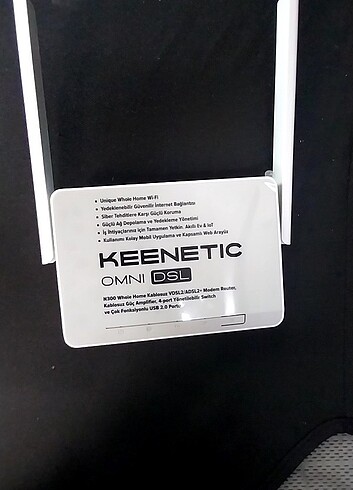 • Unique Whole Home Wi-Fi
• Yedeklenebilir Güvenilir İnternet Bağlantısı
• Siber Tehditlere Karşı Güçlü Koruma
• Güçlü Ağ Depolama ve Yedekleme Yönetimi
• İş İhtiyaçlarınız için Tamamen Yetkin, Akıllı Ev & IoT
• Kullanımı Kolay Mobil Uygulama ve Kapsamlı Web Arayüz
KEENETIC
OMNI DSL
N300 Whole Home Kablosuz VDSL2/ADSL2+ Modem Router,
Kablosuz Güç Amplifier, 4-port Yönetilebilir Switch
ve Çok Fonksiyonlu USB 2.0 Portu